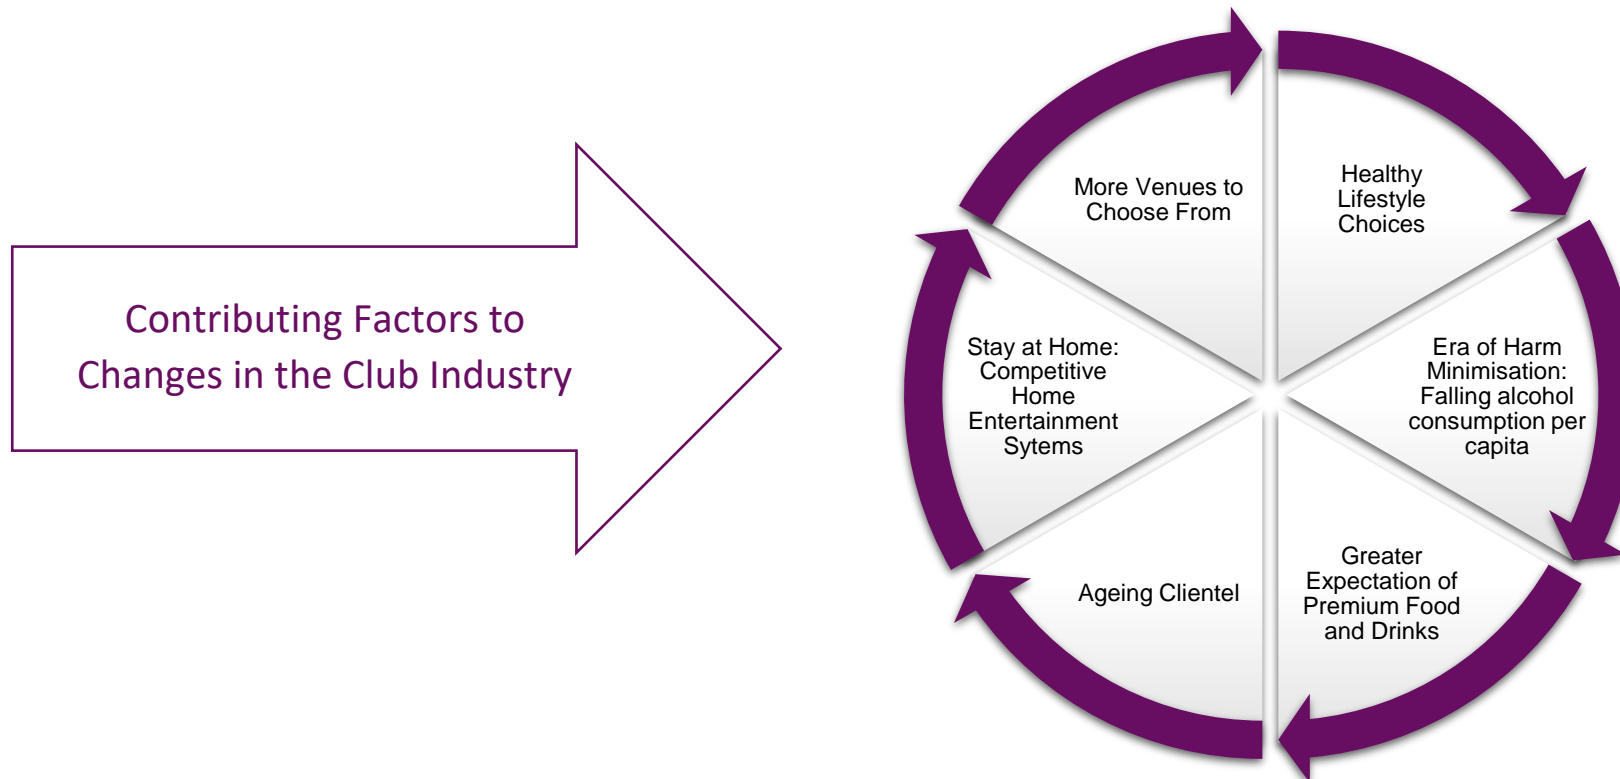 Contributing Factors to
Changes in the Club Industry
More Venues to
Choose From
Healthy
Lifestyle
Choices
Stay at Home:
Competitive
Home
Entertainment
Sytems
Era of Harm
Minimisation:
Falling alcohol
consumption per
capita
Ageing Clientel
Greater
Expectation of
Premium Food
and Drinks